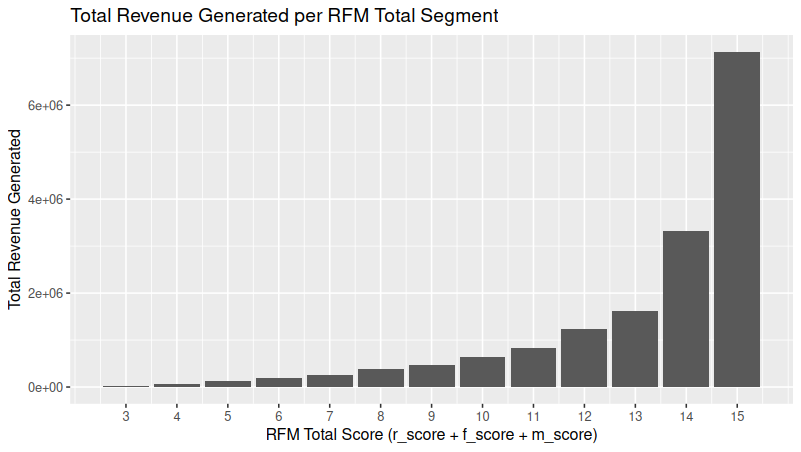 Total Revenue Generated per RFM Total Segment
Total Revenue Generated
6e+06
4e+06
2e+06
0e+00
3 4 5 6 7 8 9 10 11 12 13 14 15
RFM Total Score (r_score + f_score + m_score)